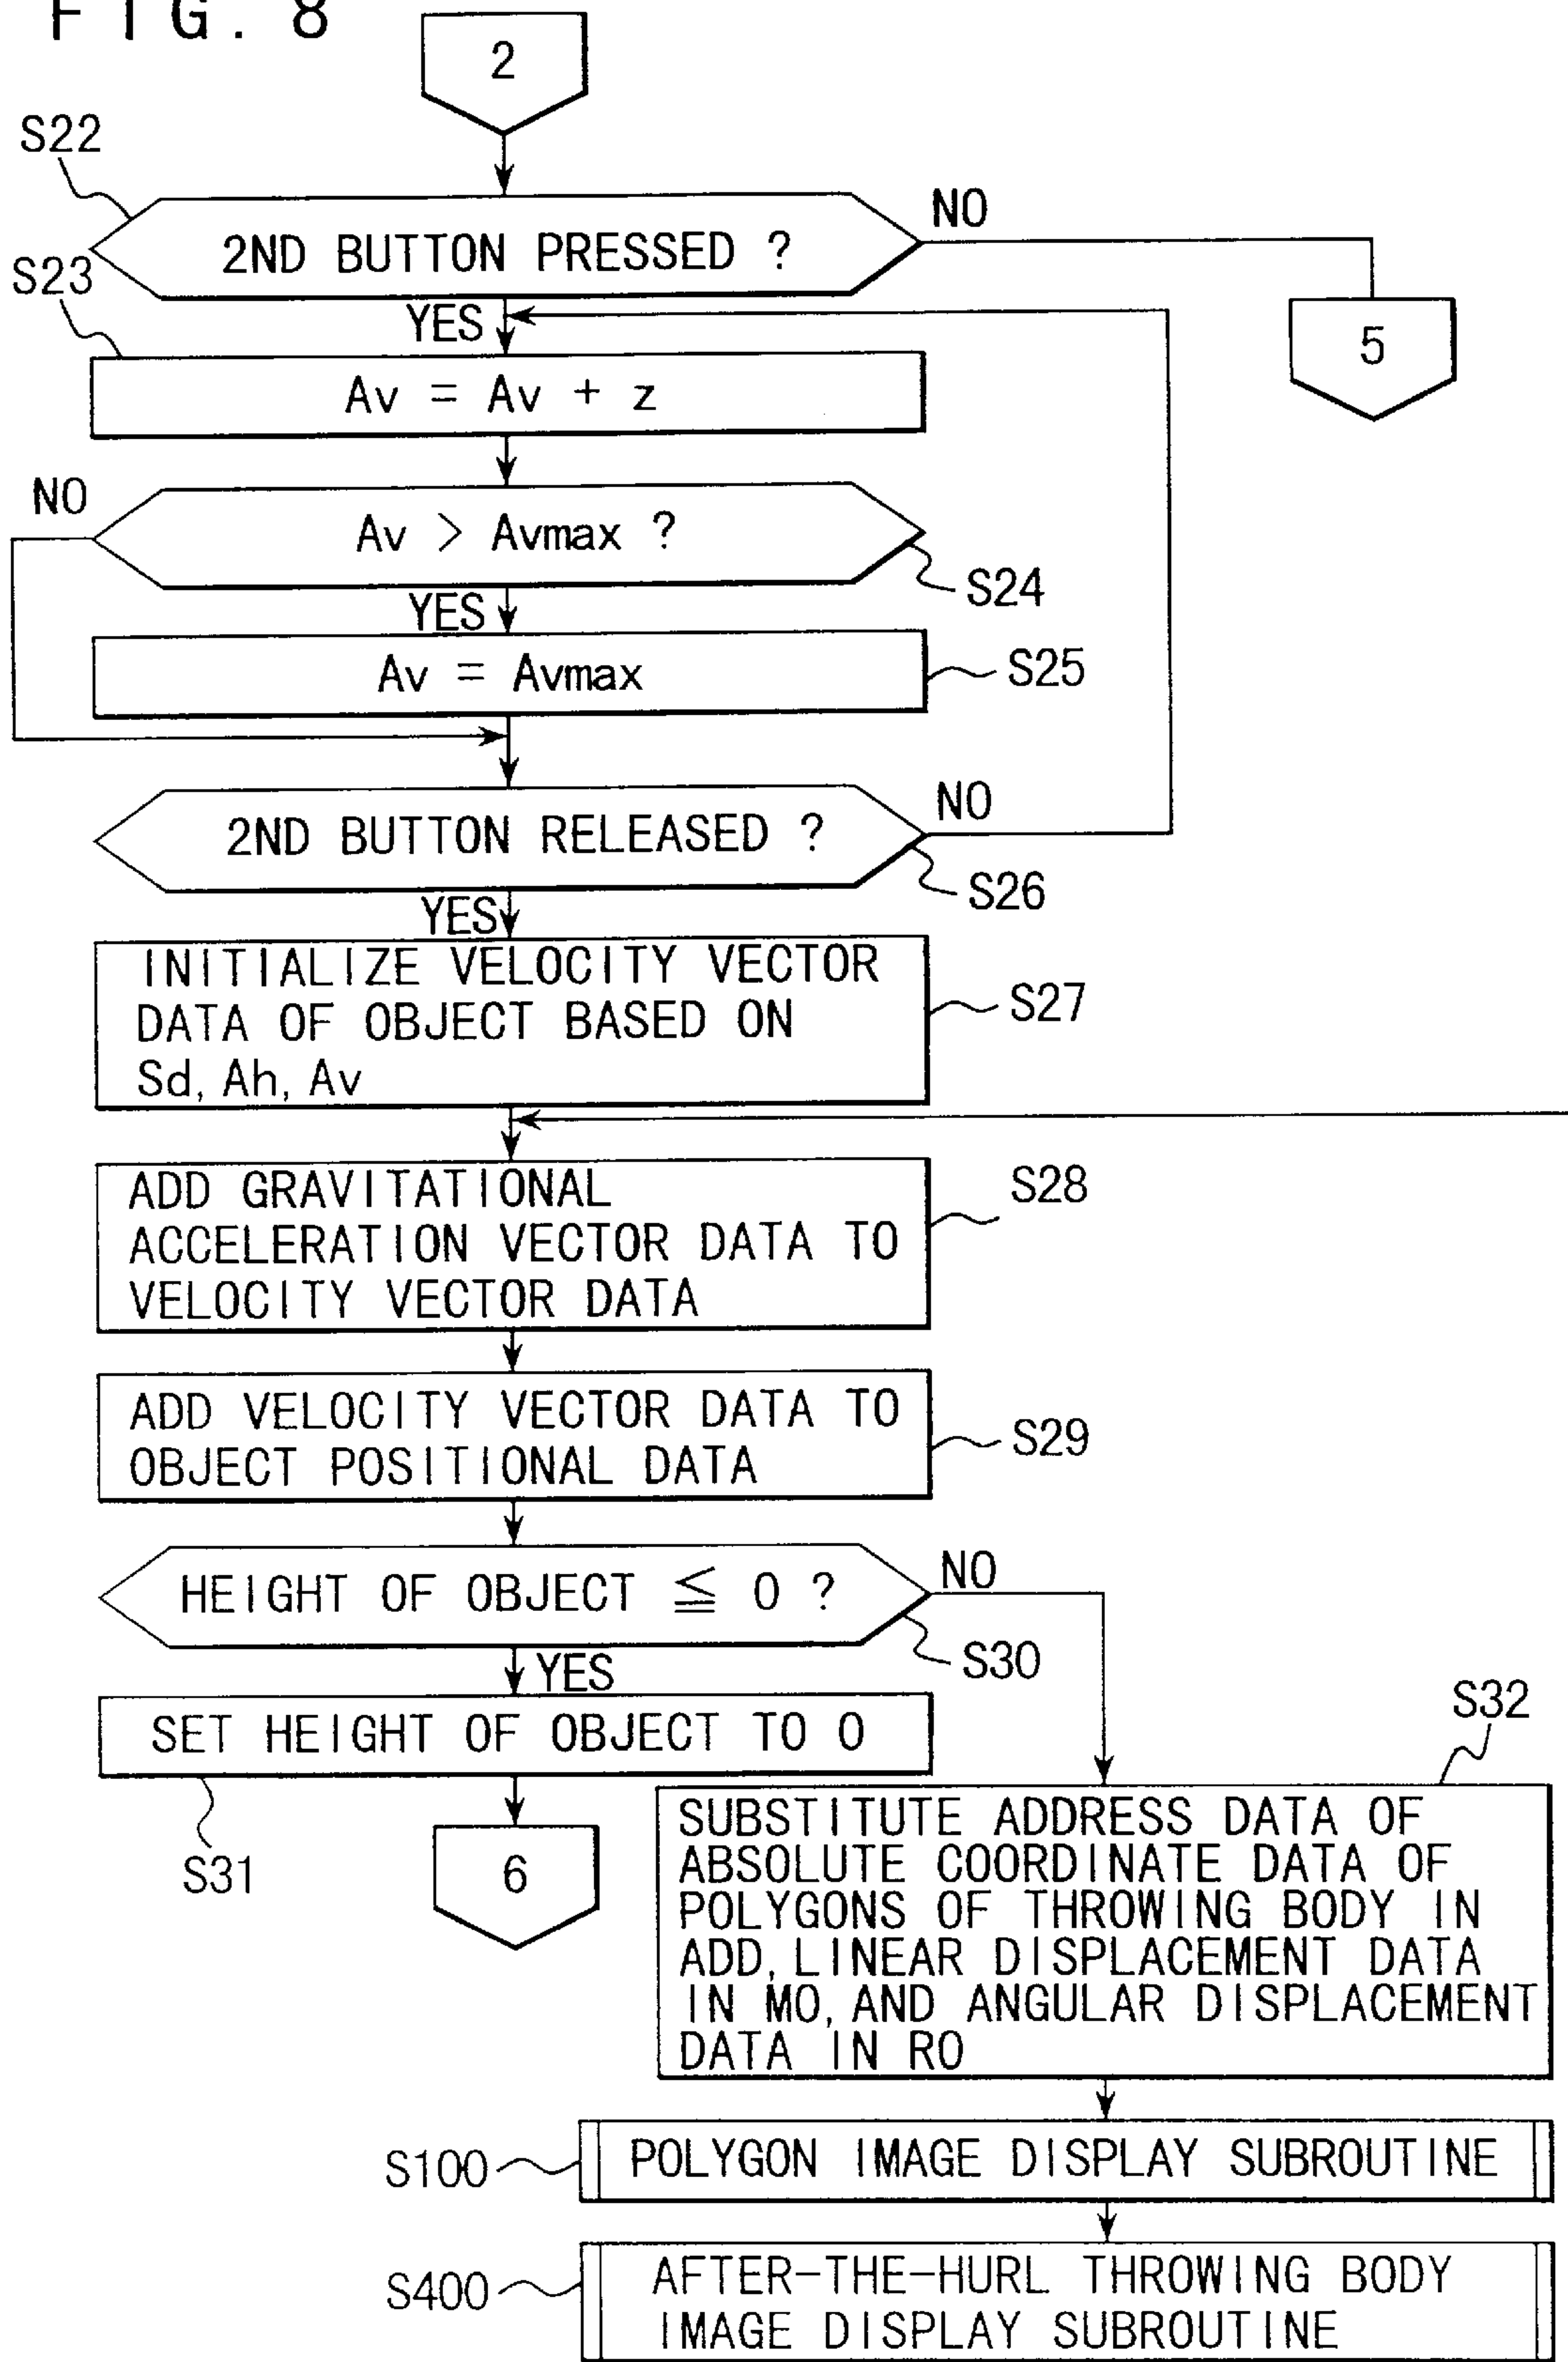 FIG. 8
2
S22
2ND BUTTON PRESSED ?
NO
S23
YES
5
Av = Av + z
NO
Av > Avmax ?
S24
YES
Av = Avmax
S25
2ND BUTTON RELEASED ?
NO
S26
YES
INITIALIZE VELOCITY VECTOR
DATA OF OBJECT BASED ON
Sd, Ah, Av
S27
ADD GRAVITATIONAL
ACCELERATION VECTOR DATA TO
VELOCITY VECTOR DATA
S28
ADD VELOCITY VECTOR DATA TO
OBJECT POSITIONAL DATA
S29
HEIGHT OF OBJECT ≦ 0 ?
NO
S30
YES
SET HEIGHT OF OBJECT TO 0
S31
6
S32
SUBSTITUTE ADDRESS DATA OF
ABSOLUTE COORDINATE DATA OF
POLYGONS OF THROWING BODY IN
ADD, LINEAR DISPLACEMENT DATA
IN MO, AND ANGULAR DISPLACEMENT
DATA IN RO
S100
POLYGON IMAGE DISPLAY SUBROUTINE
S400
AFTER-THE-HURL THROWING BODY
IMAGE DISPLAY SUBROUTINE